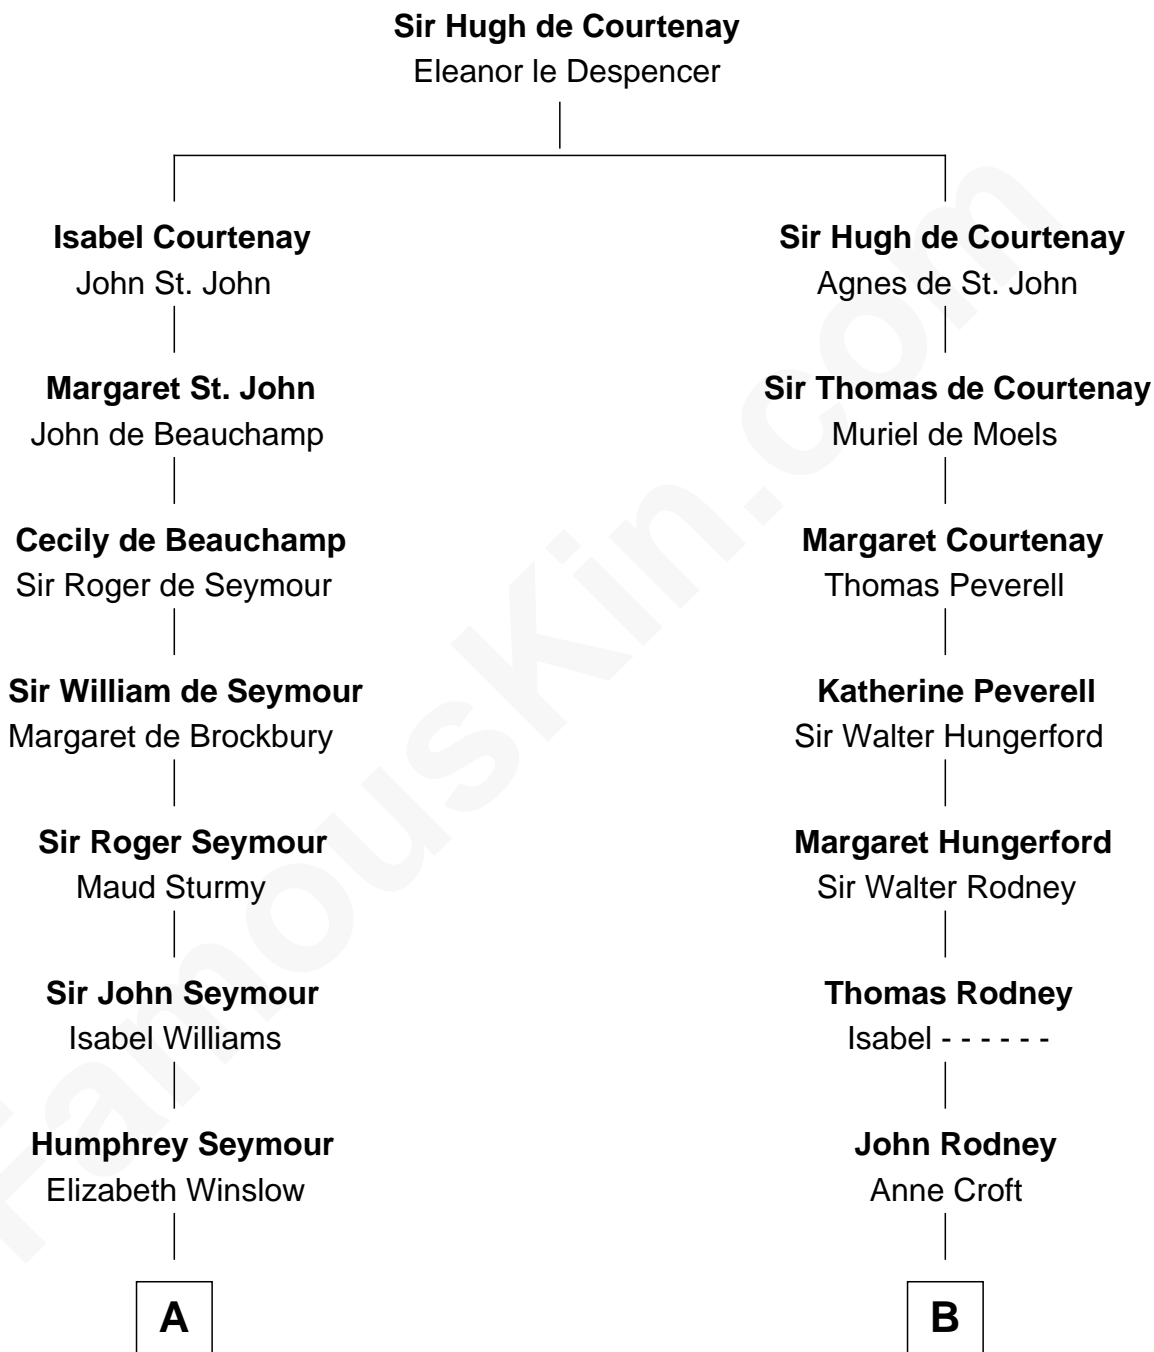 Sir Hugh de Courtenay
Eleanor le Despencer
Isabel Courtenay
John St. John
Sir Hugh de Courtenay
Agnes de St. John
Margaret St. John
John de Beauchamp
Sir Thomas de Courtenay
Muriel de Moels
Cecily de Beauchamp
Sir Roger de Seymour
Margaret Courtenay
Thomas Peverell
Sir William de Seymour
Margaret de Brockbury
Katherine Peverell
Sir Walter Hungerford
Sir Roger Seymour
Maud Sturmy
Margaret Hungerford
Sir Walter Rodney
Sir John Seymour
Isabel Williams
Thomas Rodney
Isabel - - - - - -
Humphrey Seymour
Elizabeth Winslow
John Rodney
Anne Croft
A
B
FamousKin.com